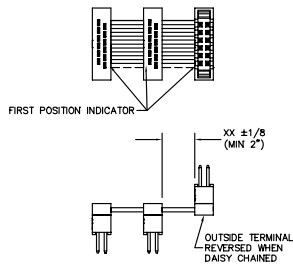 FIRST POSITION INDICATOR
XX ±1/8
(MIN 2")
OUTSIDE TERMINAL
REVERSED WHEN
DAISY CHAINED